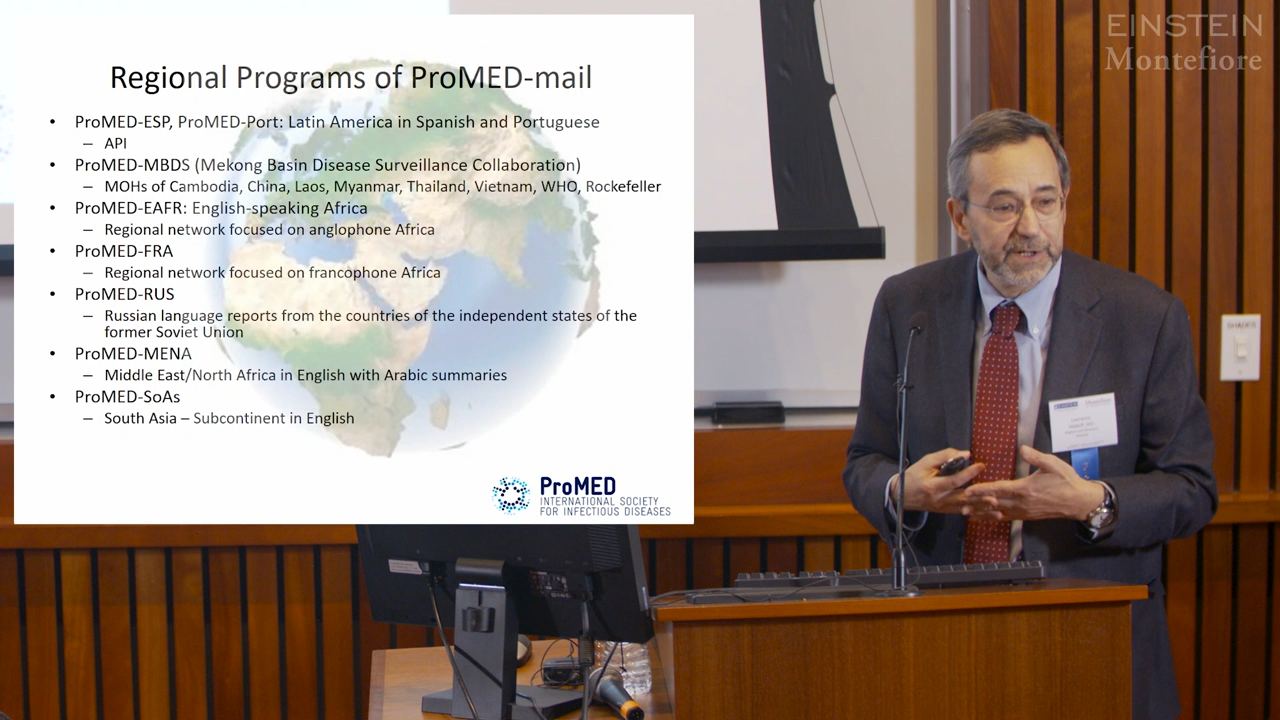 EINSTEIN
Montefiore
Regional Programs of ProMED-mail
• ProMED-ESP, ProMED-Port: Latin America in Spanish and Portuguese
– API
• ProMED-MBDS (Mekong Basin Disease Surveillance Collaboration)
– MOHs of Cambodia, China, Laos, Myanmar, Thailand, Vietnam, WHO, Rockefeller
• ProMED-EAFR: English-speaking Africa
– Regional network focused on anglophone Africa
• ProMED-FRA
– Regional network focused on francophone Africa
• ProMED-RUS
– Russian language reports from the countries of the independent states of the
former Soviet Union
• ProMED-MENA
– Middle East/North Africa in English with Arabic summaries
• ProMED-SoAs
– South Asia – Subcontinent in English
ProMED
INTERNATIONAL SOCIETY
FOR INFECTIOUS DISEASES
SHADES